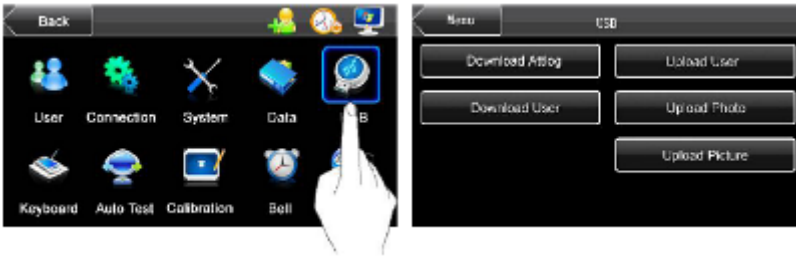 Back
User Connection System Data B
Keyboard Auto Test Calibration Bell
Menu USB
Download Attlog Upload User
Download User Upload Photo
Upload Picture